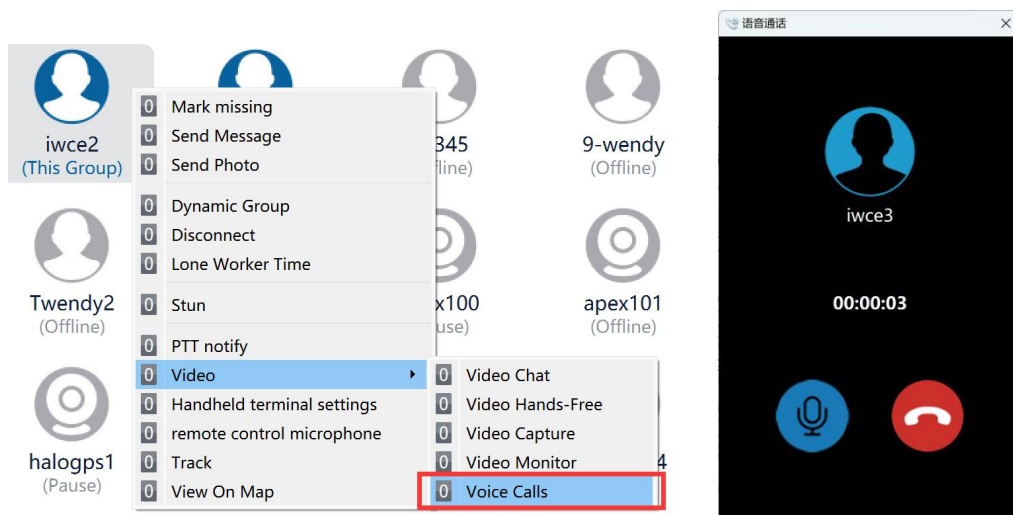 iwce2
(This Group)
345
line)
9-wendy
(Offline)
Twendy2
(Offline)
x100
use)
apex101
(Offline)
halogps1
(Pause)
4
0 Mark missing
0 Send Message
0 Send Photo
0 Dynamic Group
0 Disconnect
0 Lone Worker Time
0 Stun
0 PTT notify
0 Video
0 Handheld terminal settings
0 remote control microphone
0 Track
0 View On Map
0 Video Chat
0 Video Hands-Free
0 Video Capture
0 Video Monitor
0 Voice Calls
语音通话
iwce3
00:00:03